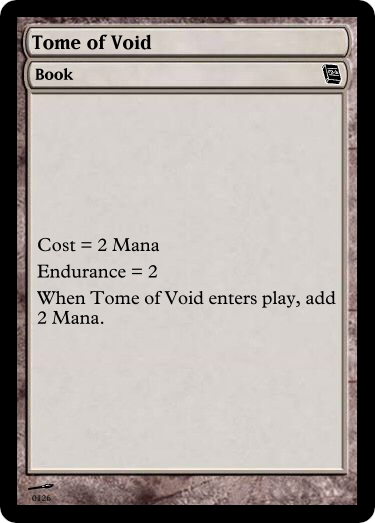 Tome of Void
Book
Cost = 2 Mana
Endurance = 2
When Tome of Void enters play, add
2 Mana.
0126